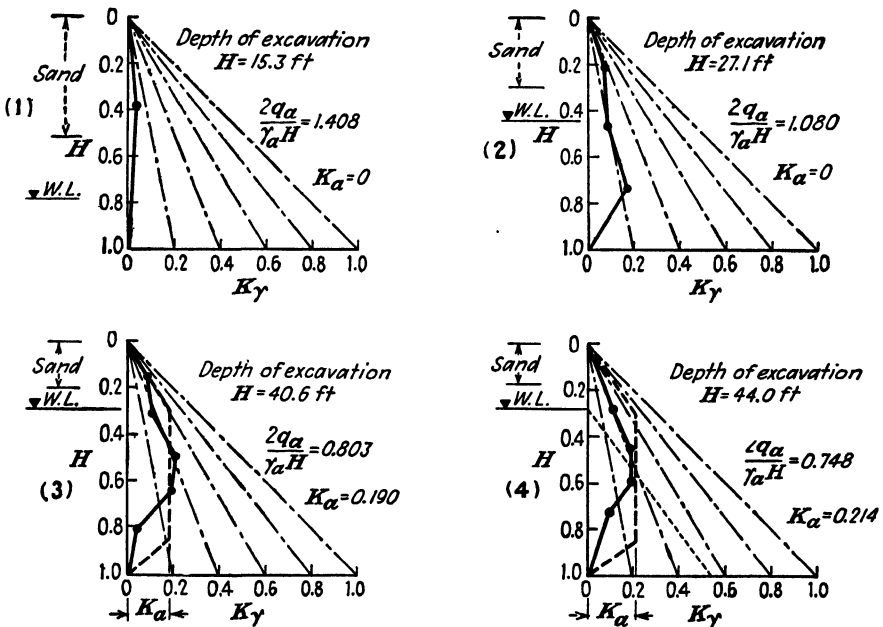 (1)
Sand
Depth of excavation
H=15.3 ft
2qₐ/γₐH=1.408
Kₐ=0
W.L.
H
0
0.2
0.4
0.6
0.8
1.0
0 0.2 0.4 0.6 0.8 1.0
Kγ
(2)
Sand
Depth of excavation
H=27.1 ft
2qₐ/γₐH=1.080
Kₐ=0
W.L.
H
0
0.2
0.4
0.6
0.8
1.0
0 0.2 0.4 0.6 0.8 1.0
Kγ
(3)
Sand
Depth of excavation
H=40.6 ft
2qₐ/γₐH=0.803
Kₐ=0.190
W.L.
H
0
0.2
0.4
0.6
0.8
1.0
0 0.2 0.4 0.6 0.8 1.0
Kₐ Kγ
(4)
Sand
Depth of excavation
H=44.0 ft
2qₐ/γₐH=0.748
Kₐ=0.214
W.L.
H
0
0.2
0.4
0.6
0.8
1.0
0 0.2 0.4 0.6 0.8 1.0
Kₐ Kγ